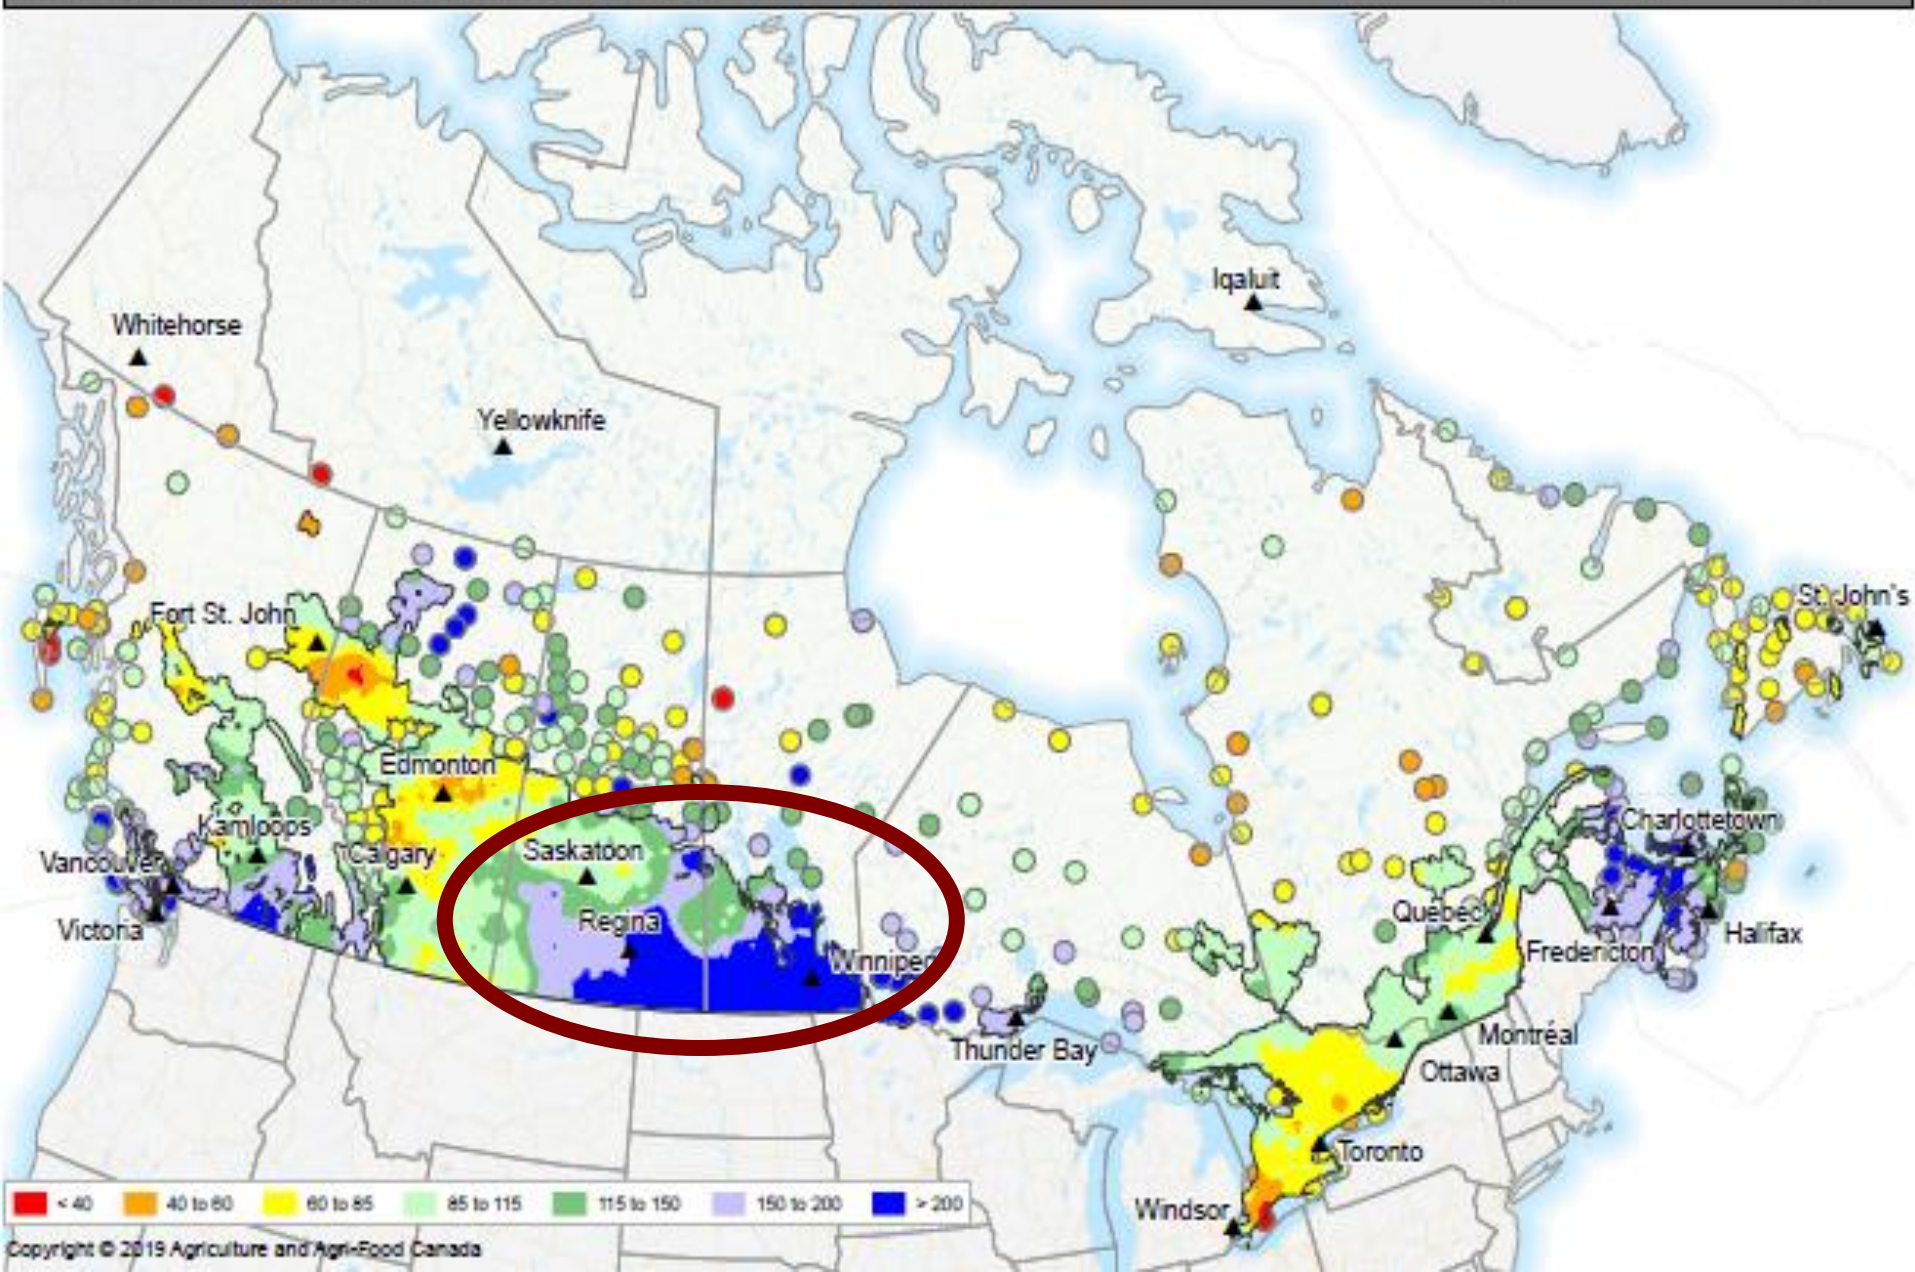 Iqaluit
Whitehorse
Yellowknife
St. John's
Fort St. John
Edmonton
Kamloops
Charlottetown
Vancouver
Calgary
Saskatoon
Quebec
Regina
Victoria
Halifax
Fredericton
Winnipeg
Montréal
Thunder Bay
Ottawa
Toronto
Windsor
< 40
40 to 60
60 to 85
85 to 115
115 to 150
150 to 200
> 200
Copyright © 2019 Agriculture and Agri-Food Canada